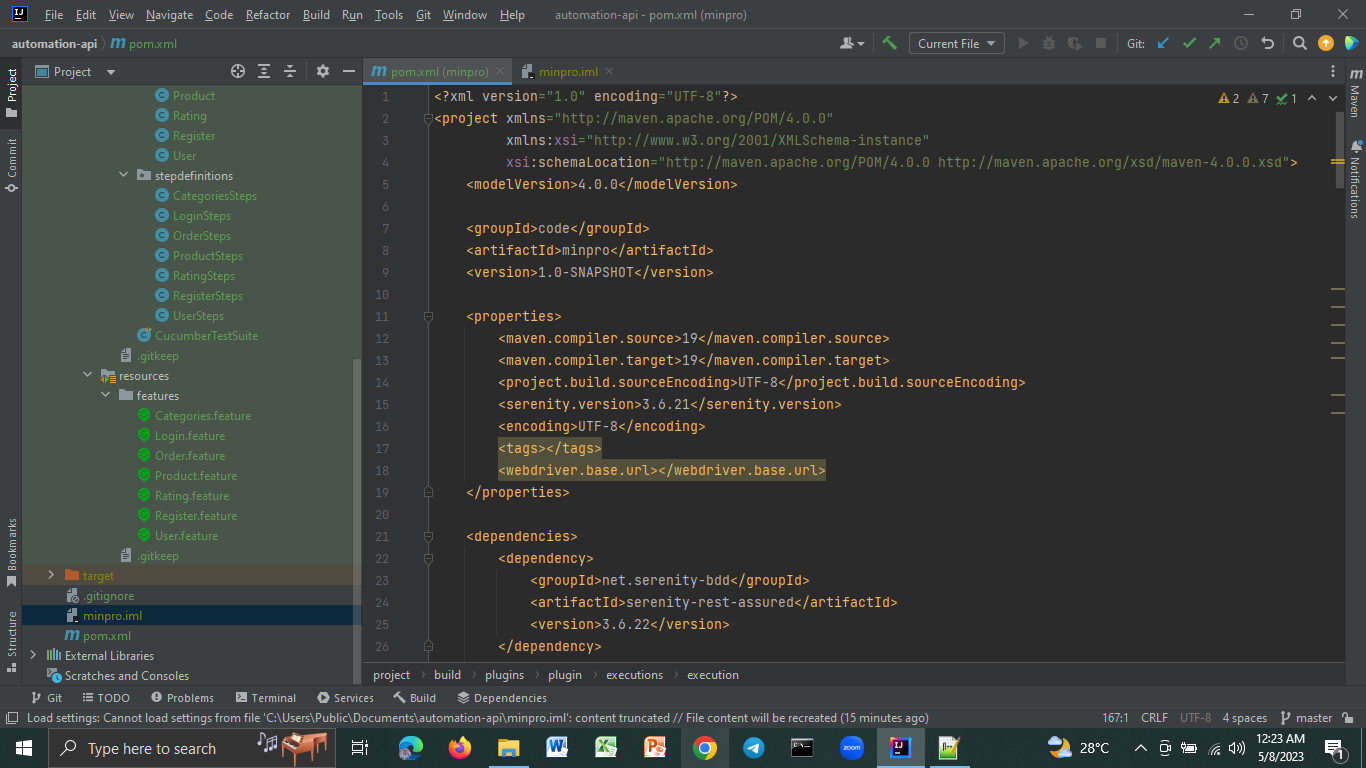 File Edit View Navigate Code Refactor Build Run Tools Git Window Help automation-api - pom.xml (minpro)
automation-api pom.xml Current File Git:
Project
pom.xml (minpro) minpro.iml
Product
Rating
Register
User
stepdefinitions
CategoriesSteps
LoginSteps
OrderSteps
ProductSteps
RatingSteps
RegisterSteps
UserSteps
CucumberTestSuite
.gitkeep
resources
features
Categories.feature
Login.feature
Order.feature
Product.feature
Rating.feature
Register.feature
User.feature
.gitkeep
target
.gitignore
minpro.iml
pom.xml
External Libraries
Scratches and Consoles
Project
Commit
Bookmarks
Structure
2 7 1
1 <?xml version="1.0" encoding="UTF-8"?>
2 <project xmlns="http://maven.apache.org/POM/4.0.0"
3 xmlns:xsi="http://www.w3.org/2001/XMLSchema-instance"
4 xsi:schemaLocation="http://maven.apache.org/POM/4.0.0 http://maven.apache.org/xsd/maven-4.0.0.xsd">
5 <modelVersion>4.0.0</modelVersion>
6
7 <groupId>code</groupId>
8 <artifactId>minpro</artifactId>
9 <version>1.0-SNAPSHOT</version>
10
11 <properties>
12 <maven.compiler.source>19</maven.compiler.source>
13 <maven.compiler.target>19</maven.compiler.target>
14 <project.build.sourceEncoding>UTF-8</project.build.sourceEncoding>
15 <serenity.version>3.6.21</serenity.version>
16 <encoding>UTF-8</encoding>
17 <tags></tags>
18 <webdriver.base.url></webdriver.base.url>
19 </properties>
20
21 <dependencies>
22 <dependency>
23 <groupId>net.serenity-bdd</groupId>
24 <artifactId>serenity-rest-assured</artifactId>
25 <version>3.6.22</version>
26 </dependency>
Maven
Notifications
project build plugins plugin executions execution
Git TODO Problems Terminal Services Build Dependencies
Load settings: Cannot load settings from file 'C:\Users\Public\Documents\automation-api\minpro.iml': content truncated // File content will be recreated (15 minutes ago) 167:1 CRLF UTF-8 4 spaces master
Type here to search zoom 28°C 12:23 AM
5/8/2023 1